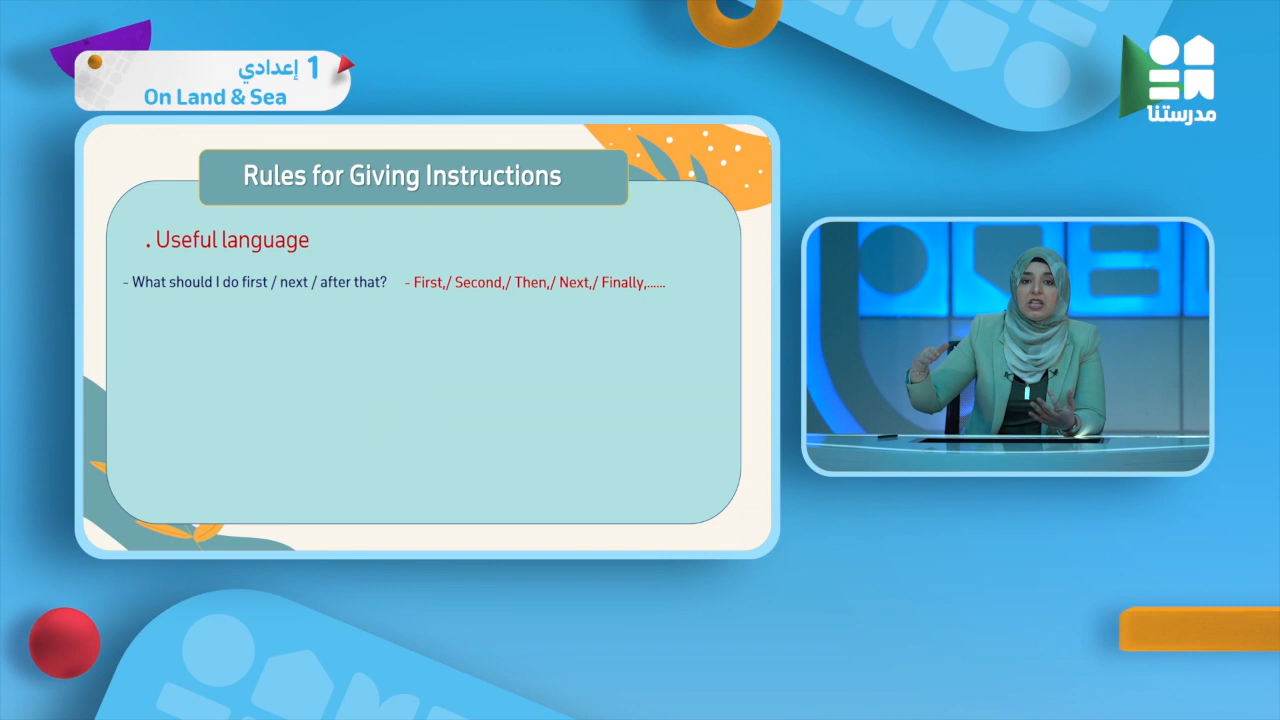 1 إعدادي
On Land & Sea
مدرستنا
Rules for Giving Instructions
. Useful language
- What should I do first / next / after that? - First,/ Second,/ Then,/ Next,/ Finally,......